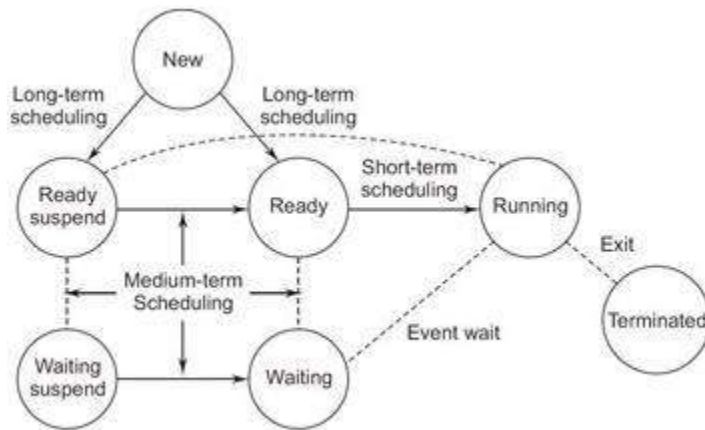 New
Long-term
scheduling
Long-term
scheduling
Ready
suspend
Ready
Short-term
scheduling
Running
Exit
Medium-term
Scheduling
Terminated
Event wait
Waiting
suspend
Waiting